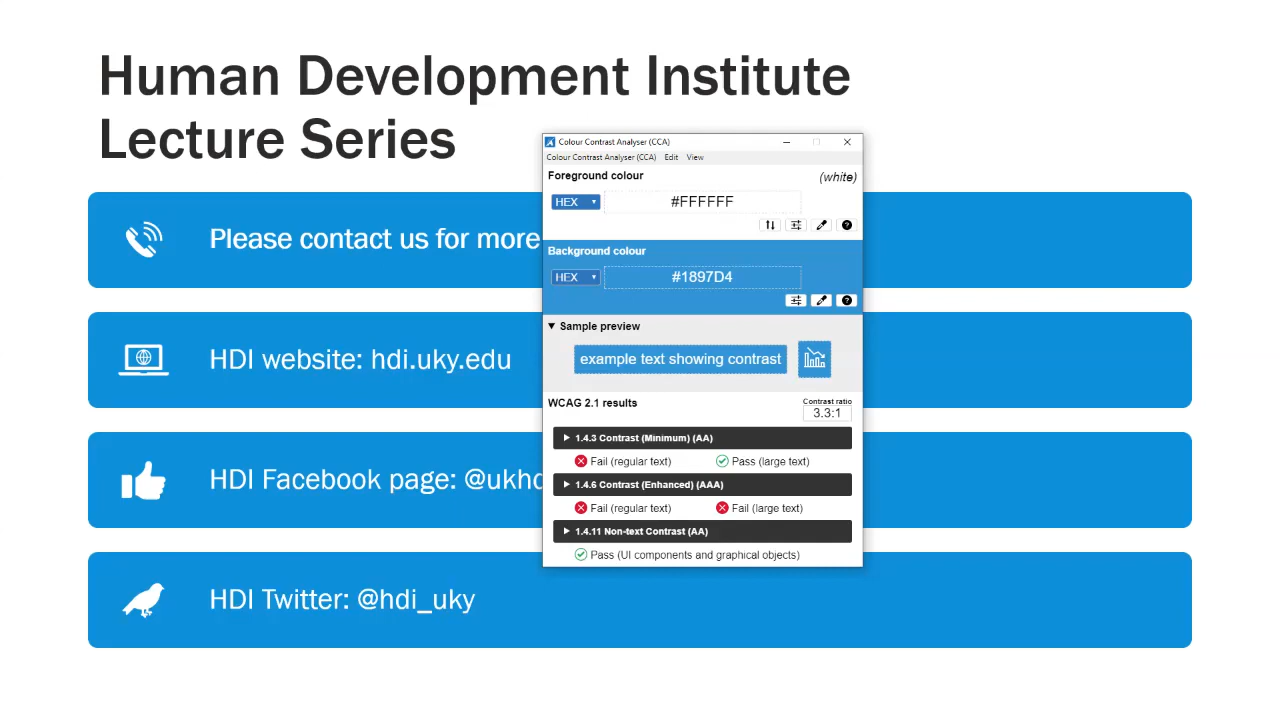 Human Development Institute
Lecture Series
Please contact us for more
HDI website: hdi.uky.edu
HDI Facebook page: @ukhd
HDI Twitter: @hdi_uky
Colour Contrast Analyser (CCA)
Colour Contrast Analyser (CCA) Edit View
Foreground colour (white)
HEX #FFFFFF
Background colour
HEX #1897D4
Sample preview
example text showing contrast
WCAG 2.1 results
Contrast ratio
3.3:1
1.4.3 Contrast (Minimum) (AA)
Fail (regular text) Pass (large text)
1.4.6 Contrast (Enhanced) (AAA)
Fail (regular text) Fail (large text)
1.4.11 Non-text Contrast (AA)
Pass (UI components and graphical objects)